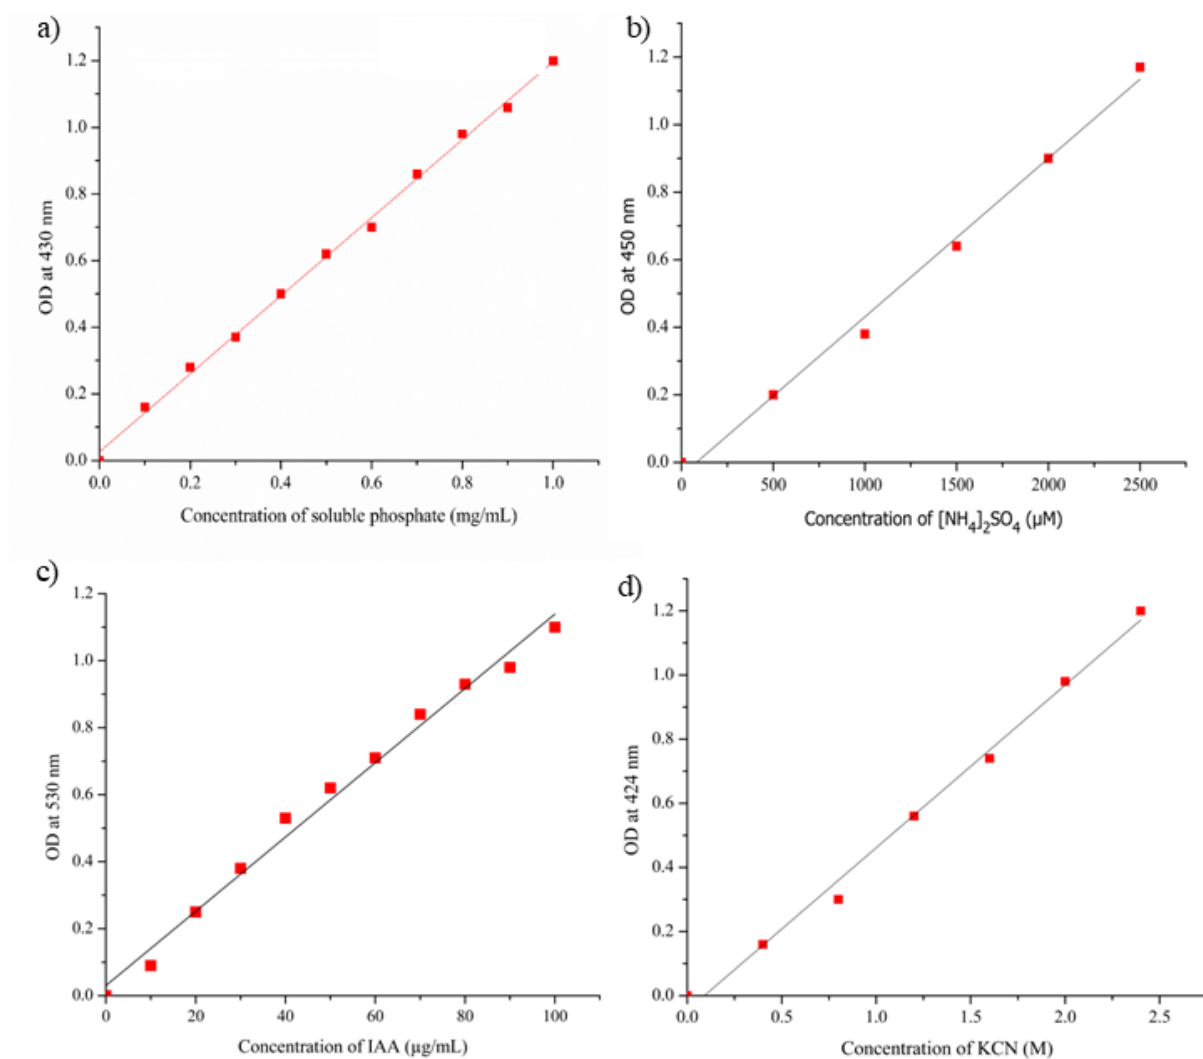 a)
1.2
1.0
0.8
0.6
0.4
0.2
0.0
OD at 430 nm
0.0 0.2 0.4 0.6 0.8 1.0
Concentration of soluble phosphate (mg/mL)
b)
1.2
1.0
0.8
0.6
0.4
0.2
0.0
OD at 450 nm
0 500 1000 1500 2000 2500
Concentration of [NH₄]₂SO₄ (µM)
c)
1.2
1.0
0.8
0.6
0.4
0.2
0.0
OD at 530 nm
0 20 40 60 80 100
Concentration of IAA (µg/mL)
d)
1.2
1.0
0.8
0.6
0.4
0.2
0.0
OD at 424 nm
0.0 0.5 1.0 1.5 2.0 2.5
Concentration of KCN (M)